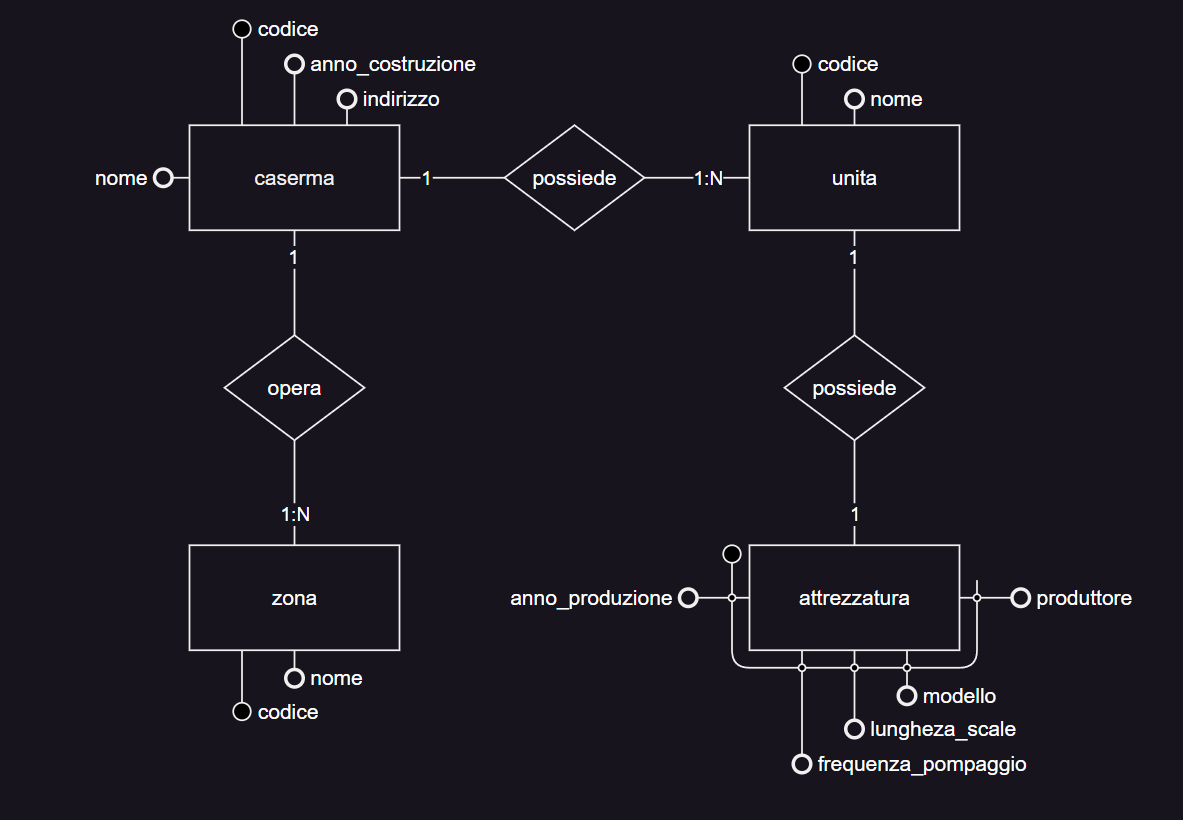 codice
anno_costruzione
indirizzo
nome
caserma
1
possiede
1:N
codice
nome
unita
1
opera
1:N
zona
nome
codice
1
possiede
1
anno_produzione
attrezzatura
produttore
modello
lungheza_scale
frequenza_pompaggio